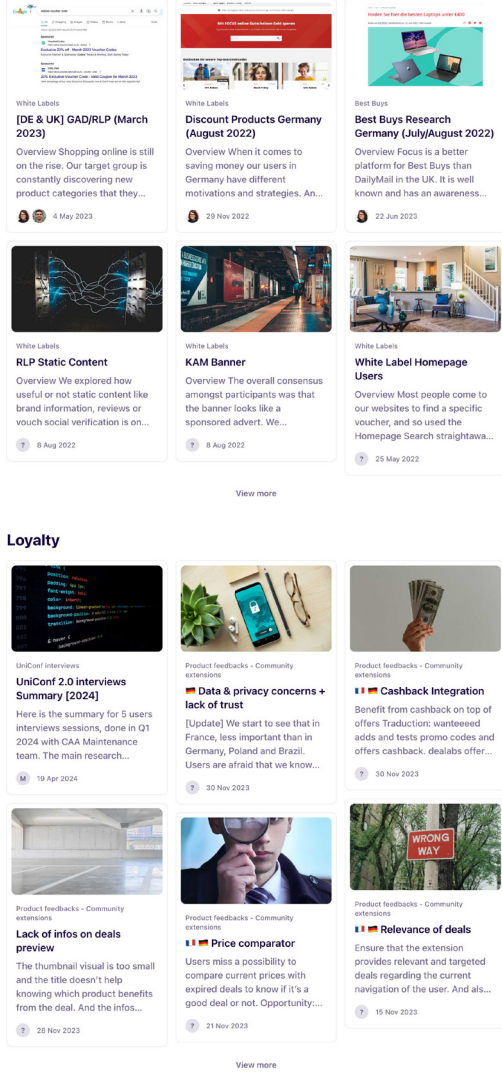 White Labels
[DE & UK] GAD/RLP (March
2023)
Overview Shopping online is still
on the rise. Our target group is
constantly discovering new
product categories that they...
4 May 2023
White Labels
Discount Products Germany
(August 2022)
Overview When it comes to
saving money our users in
Germany have different
motivations and strategies. An...
29 Nov 2022
Best Buys
Best Buys Research
Germany (July/August 2022)
Overview Focus is a better
platform for Best Buys than
DailyMail in the UK. It is well
known and has an awareness...
22 Jun 2023
White Labels
RLP Static Content
Overview We explored how
useful or not static content like
brand information, reviews or
vouch social verification is on...
? 8 Aug 2022
White Labels
KAM Banner
Overview The overall consensus
amongst participants was that
the banner looks like a
sponsored advert. We...
? 8 Aug 2022
White Labels
White Label Homepage
Users
Overview Most people come to
our websites to find a specific
voucher, and so used the
Homepage Search straightawa...
? 25 May 2022
View more
Loyalty
UniConf interviews
UniConf 2.0 interviews
Summary [2024]
Here is the summary for 5 users
interviews sessions, done in Q1
2024 with CAA Maintenance
team. The main research...
M 19 Apr 2024
Product feedbacks - Community
extensions
Data & privacy concerns +
lack of trust
[Update] We start to see that in
France, less important than in
Germany, Poland and Brazil.
Users are afraid that we know...
? 30 Nov 2023
Product feedbacks - Community
extensions
Cashback Integration
Benefit from cashback on top of
offers Traduction: wanteeeed
adds and tests promo codes and
offers cashback. dealabs offer...
? 30 Nov 2023
Product feedbacks - Community
extensions
Lack of infos on deals
preview
The thumbnail visual is too small
and the title doesn't help
knowing which product benefits
from the deal. And the infos...
? 28 Nov 2023
Product feedbacks - Community
extensions
Price comparator
Users miss a possibility to
compare current prices with
expired deals to know if it's a
good deal or not. Opportunity:...
? 21 Nov 2023
WRONG
WAY
Product feedbacks - Community
extensions
Relevance of deals
Ensure that the extension
provides relevant and targeted
deals regarding the current
navigation of the user. And als...
? 15 Nov 2023
View more